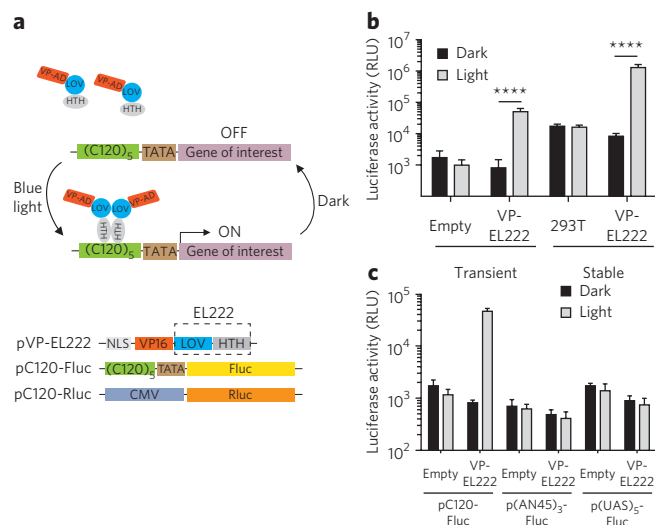 a
VP-AD
LOV
HTH
VP-AD
LOV
HTH
OFF
(C120)5
TATA
Gene of interest
Blue
light
Dark
VP-AD
LOV
LOV
VP-AD
HTH
HTH
ON
(C120)5
TATA
Gene of interest
EL222
pVP-EL222
NLS
VP16
LOV
HTH
pC120-Fluc
(C120)5
TATA
Fluc
pC120-Rluc
CMV
Rluc
b
Dark
Light
****
****
Luciferase activity (RLU)
10^7
10^6
10^5
10^4
10^3
Empty
VP-
EL222
293T
VP-
EL222
Transient
Stable
c
Dark
Light
Luciferase activity (RLU)
10^5
10^4
10^3
10^2
Empty
VP-
EL222
Empty
VP-
EL222
Empty
VP-
EL222
pC120-
Fluc
p(AN45)3-
Fluc
p(UAS)5-
Fluc